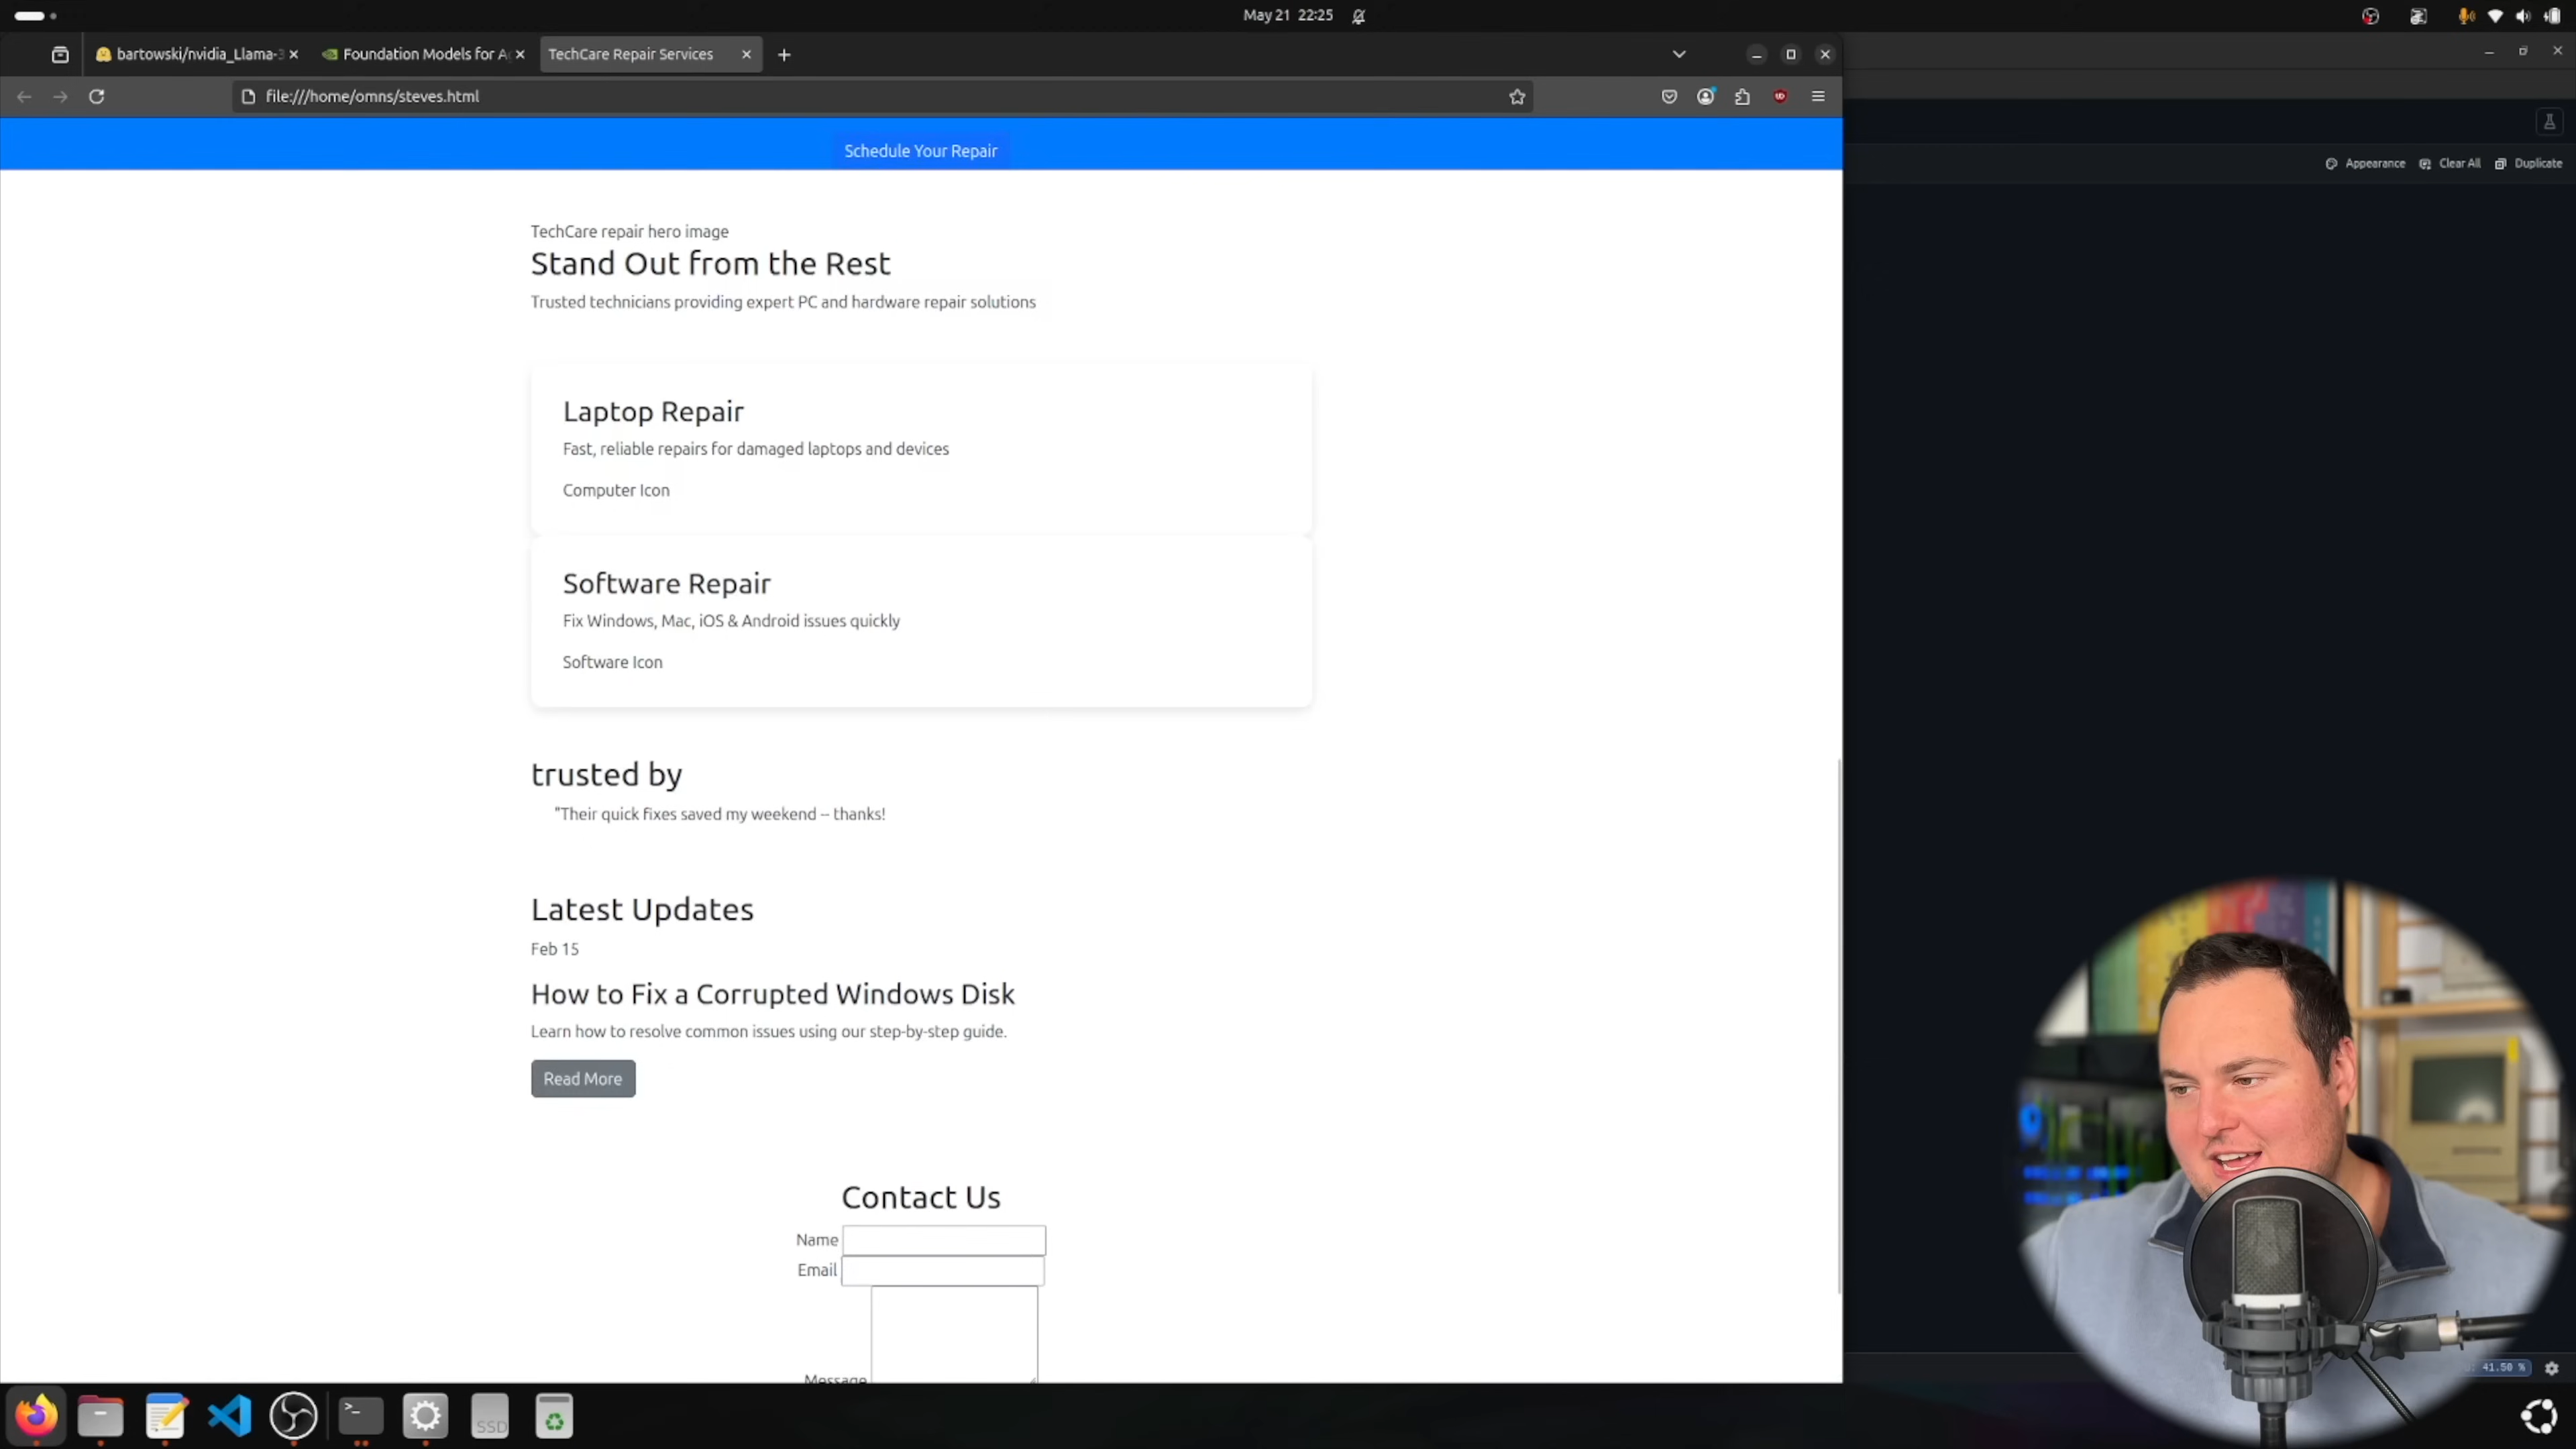 May 21 22:25
bartowski/nvidia_Llama-3
Foundation Models for Ag
TechCare Repair Services
file:///home/omns/steves.html
Schedule Your Repair
Appearance
Clear All
Duplicate
TechCare repair hero image
Stand Out from the Rest
Trusted technicians providing expert PC and hardware repair solutions
Laptop Repair
Fast, reliable repairs for damaged laptops and devices
Computer Icon
Software Repair
Fix Windows, Mac, iOS & Android issues quickly
Software Icon
trusted by
"Their quick fixes saved my weekend -- thanks!
Latest Updates
Feb 15
How to Fix a Corrupted Windows Disk
Learn how to resolve common issues using our step-by-step guide.
Read More
Contact Us
Name
Email
Message
41.50 %
SSD